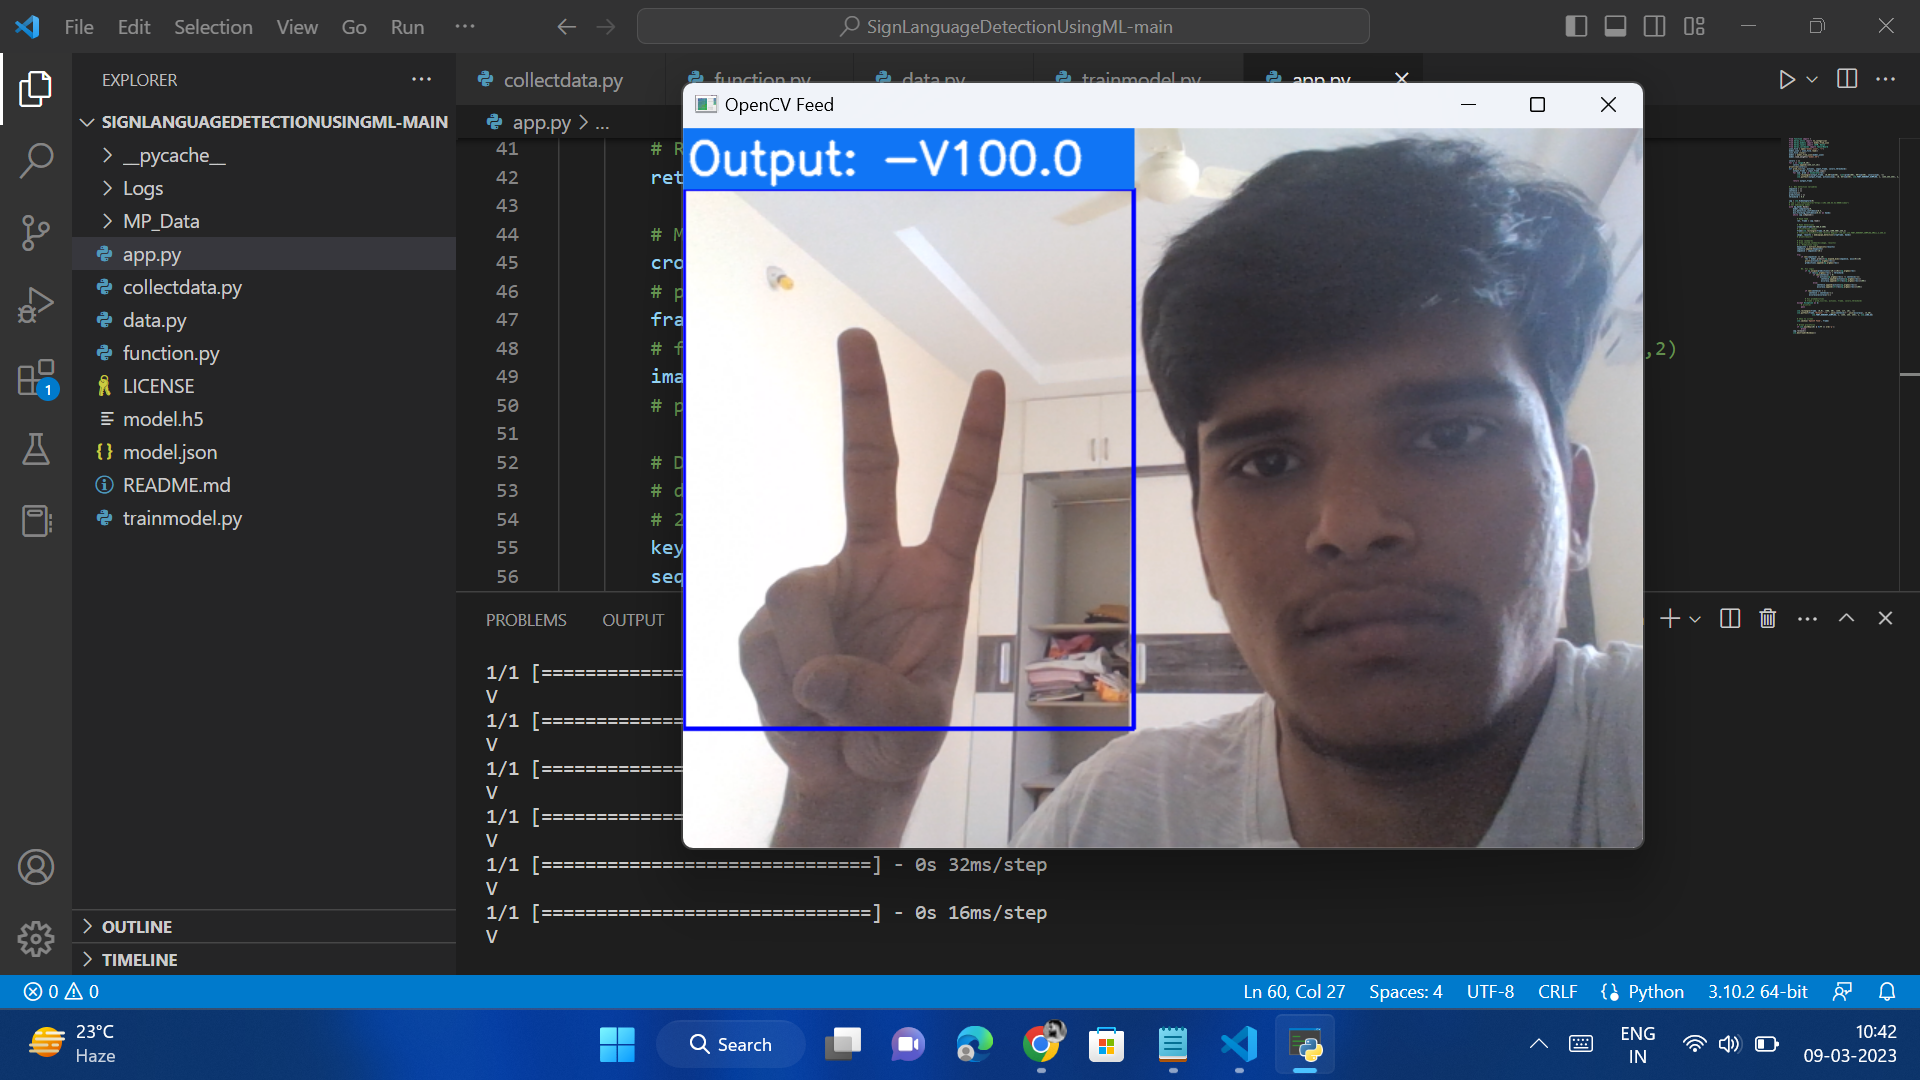 File Edit Selection View Go Run ···
SignLanguageDetectionUsingML-main
EXPLORER
SIGNLANGUAGEDETECTIONUSINGML-MAIN
__pycache__
Logs
MP_Data
app.py
collectdata.py
data.py
function.py
LICENSE
model.h5
model.json
README.md
trainmodel.py
OUTLINE
TIMELINE
1
collectdata.py function.py data.py trainmodel.py app.py
app.py > ...
41 # R
42 ret
43
44 # M
45 cro
46 # p
47 fra
48 # f ,2)
49 ima
50 # p
51
52 # D
53 # d
54 # 2
55 key
56 seq
OpenCV Feed
Output: -V100.0
PROBLEMS OUTPUT
1/1 [=============
V
1/1 [=============
V
1/1 [=============
V
1/1 [=============
V
1/1 [==============================] - 0s 32ms/step
V
1/1 [==============================] - 0s 16ms/step
V
0 0 Ln 60, Col 27 Spaces: 4 UTF-8 CRLF {} Python 3.10.2 64-bit
23°C
Haze
Search
ENG
IN
10:42
09-03-2023